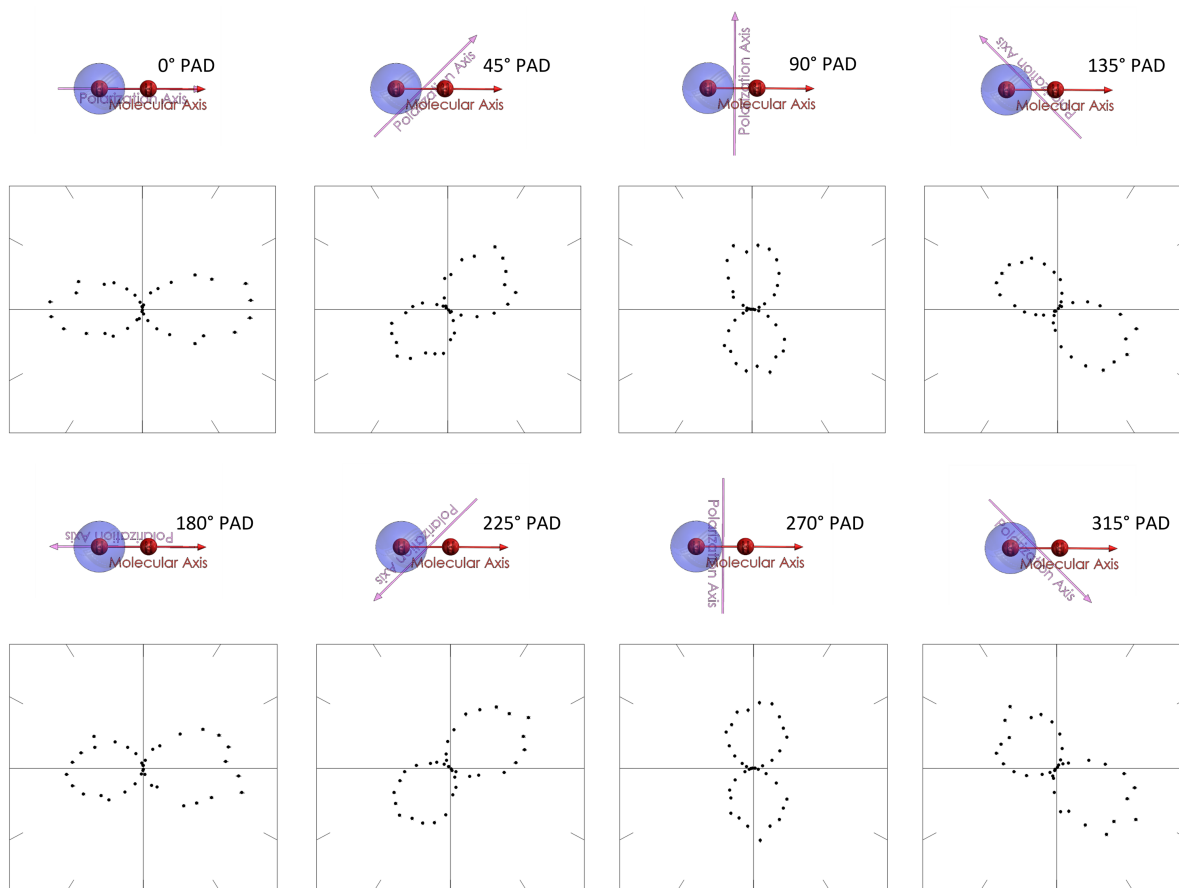 0° PAD
Polarization Axis
Molecular Axis
45° PAD
Polarization Axis
Molecular Axis
90° PAD
Polarization Axis
Molecular Axis
135° PAD
Polarization Axis
Molecular Axis
180° PAD
Polarization Axis
Molecular Axis
225° PAD
Polarization Axis
Molecular Axis
270° PAD
Polarization Axis
Molecular Axis
315° PAD
Polarization Axis
Molecular Axis